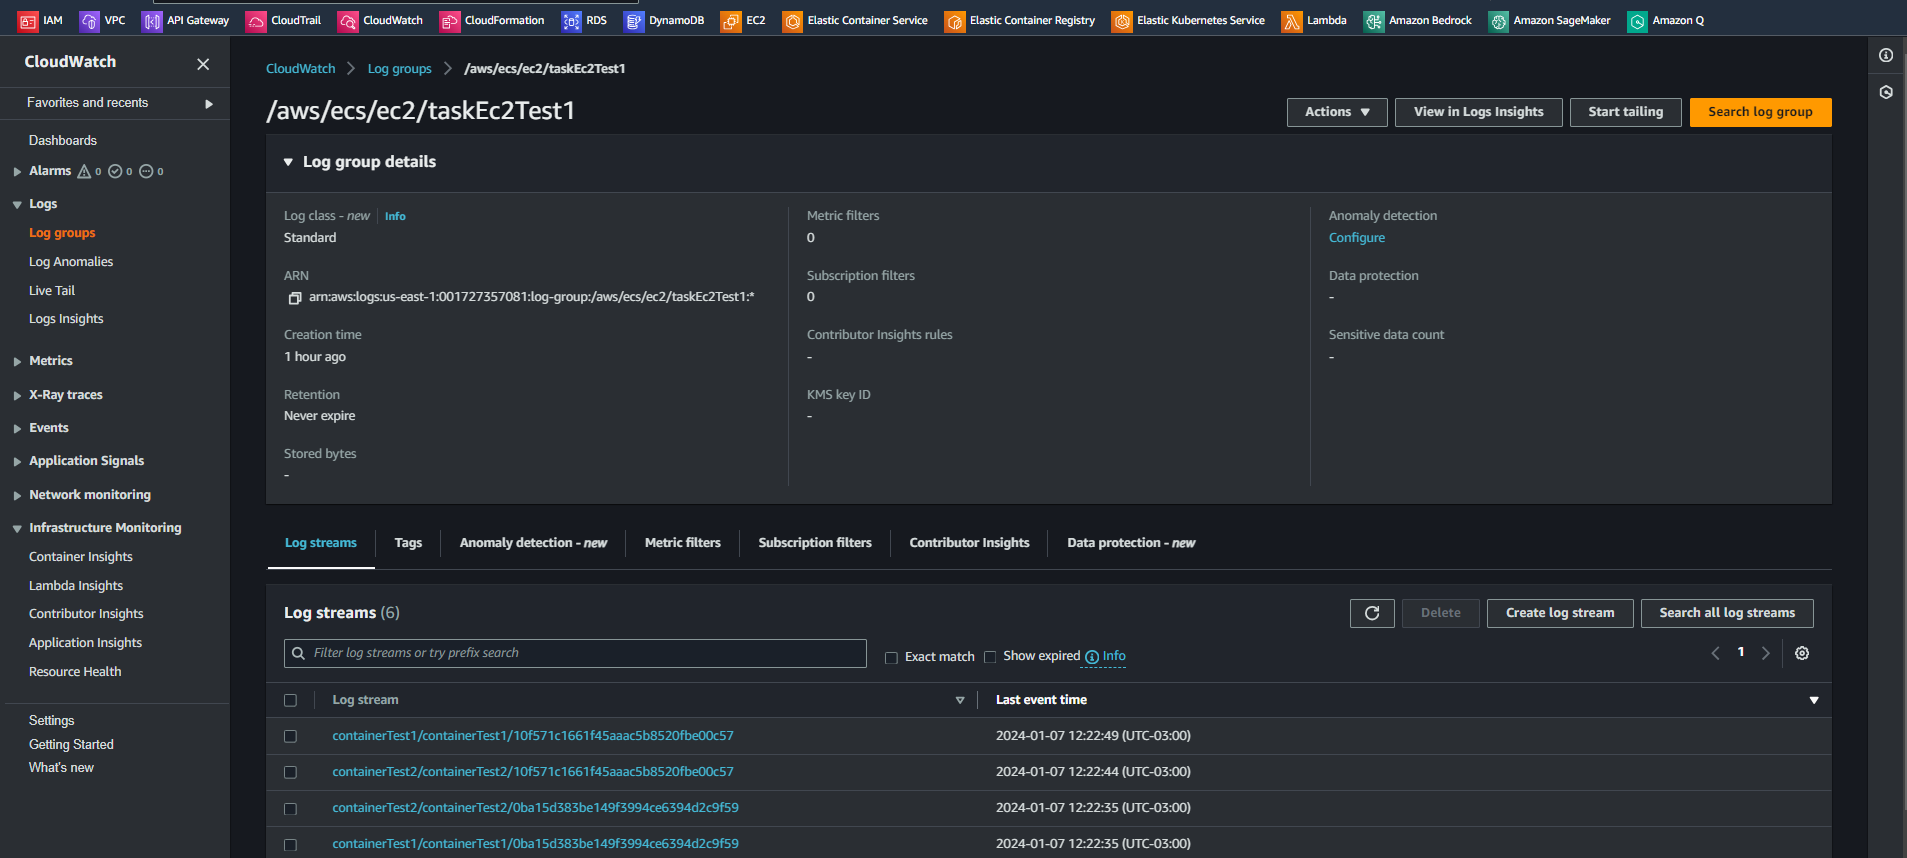 IAM VPC API Gateway CloudTrail CloudWatch CloudFormation RDS DynamoDB EC2 Elastic Container Service Elastic Container Registry Elastic Kubernetes Service Lambda Amazon Bedrock Amazon SageMaker Amazon Q
CloudWatch
Favorites and recents
Dashboards
Alarms 0 0 0
Logs
Log groups
Log Anomalies
Live Tail
Logs Insights
Metrics
X-Ray traces
Events
Application Signals
Network monitoring
Infrastructure Monitoring
Container Insights
Lambda Insights
Contributor Insights
Application Insights
Resource Health
Settings
Getting Started
What's new
CloudWatch Log groups /aws/ecs/ec2/taskEc2Test1
/aws/ecs/ec2/taskEc2Test1
Actions View in Logs Insights Start tailing Search log group
Log group details
Log class - new Info
Standard
ARN
arn:aws:logs:us-east-1:001727357081:log-group:/aws/ecs/ec2/taskEc2Test1:*
Creation time
1 hour ago
Retention
Never expire
Stored bytes
-
Metric filters
0
Subscription filters
0
Contributor Insights rules
-
KMS key ID
-
Anomaly detection
Configure
Data protection
-
Sensitive data count
-
Log streams Tags Anomaly detection - new Metric filters Subscription filters Contributor Insights Data protection - new
Log streams (6)
Delete Create log stream Search all log streams
Filter log streams or try prefix search Exact match Show expired Info 1
Log stream Last event time
containerTest1/containerTest1/10f571c1661f45aaac5b8520fbe00c57 2024-01-07 12:22:49 (UTC-03:00)
containerTest2/containerTest2/10f571c1661f45aaac5b8520fbe00c57 2024-01-07 12:22:44 (UTC-03:00)
containerTest2/containerTest2/0ba15d383be149f3994ce6394d2c9f59 2024-01-07 12:22:35 (UTC-03:00)
containerTest1/containerTest1/0ba15d383be149f3994ce6394d2c9f59 2024-01-07 12:22:35 (UTC-03:00)